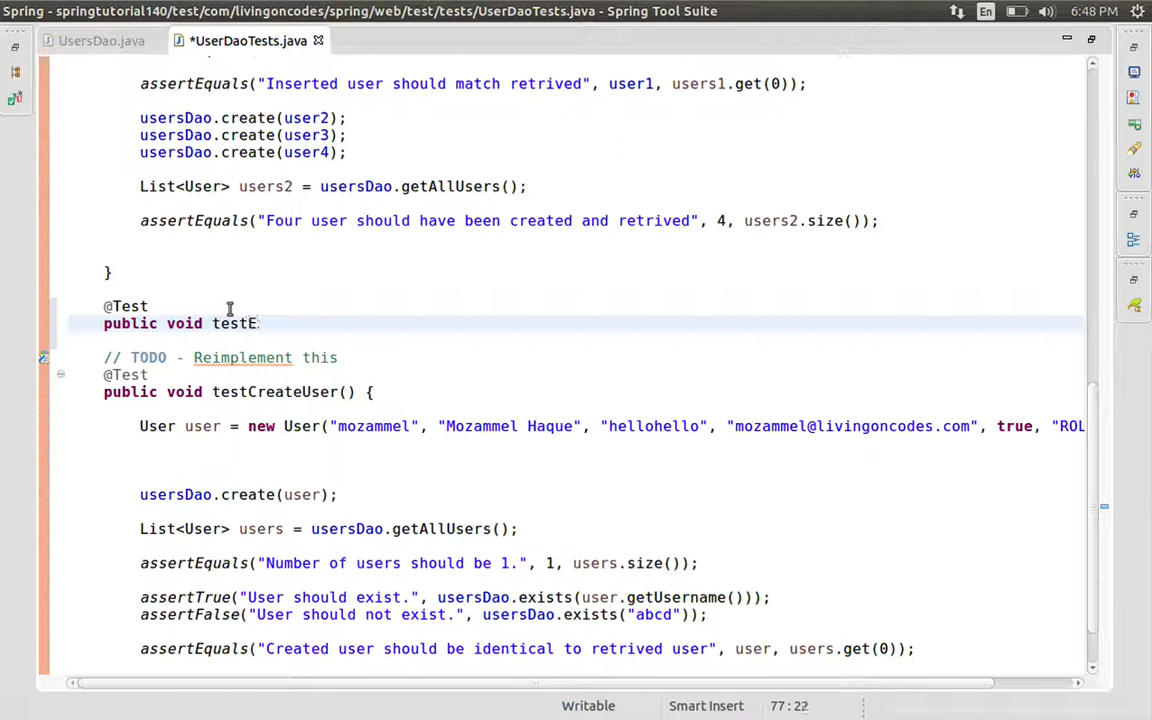 Spring - springtutorial140/test/com/livingoncodes/spring/web/test/tests/UserDaoTests.java - Spring Tool Suite
En
6:48 PM
UsersDao.java
*UserDaoTests.java
assertEquals("Inserted user should match retrived", user1, users1.get(0));
usersDao.create(user2);
usersDao.create(user3);
usersDao.create(user4);
List<User> users2 = usersDao.getAllUsers();
assertEquals("Four user should have been created and retrived", 4, users2.size());
}
@Test
public void testE
// TODO - Reimplement this
@Test
public void testCreateUser() {
User user = new User("mozammel", "Mozammel Haque", "hellohello", "mozammel@livingoncodes.com", true, "ROL
usersDao.create(user);
List<User> users = usersDao.getAllUsers();
assertEquals("Number of users should be 1.", 1, users.size());
assertTrue("User should exist.", usersDao.exists(user.getUsername()));
assertFalse("User should not exist.", usersDao.exists("abcd"));
assertEquals("Created user should be identical to retrived user", user, users.get(0));
Writable
Smart Insert
77 : 22